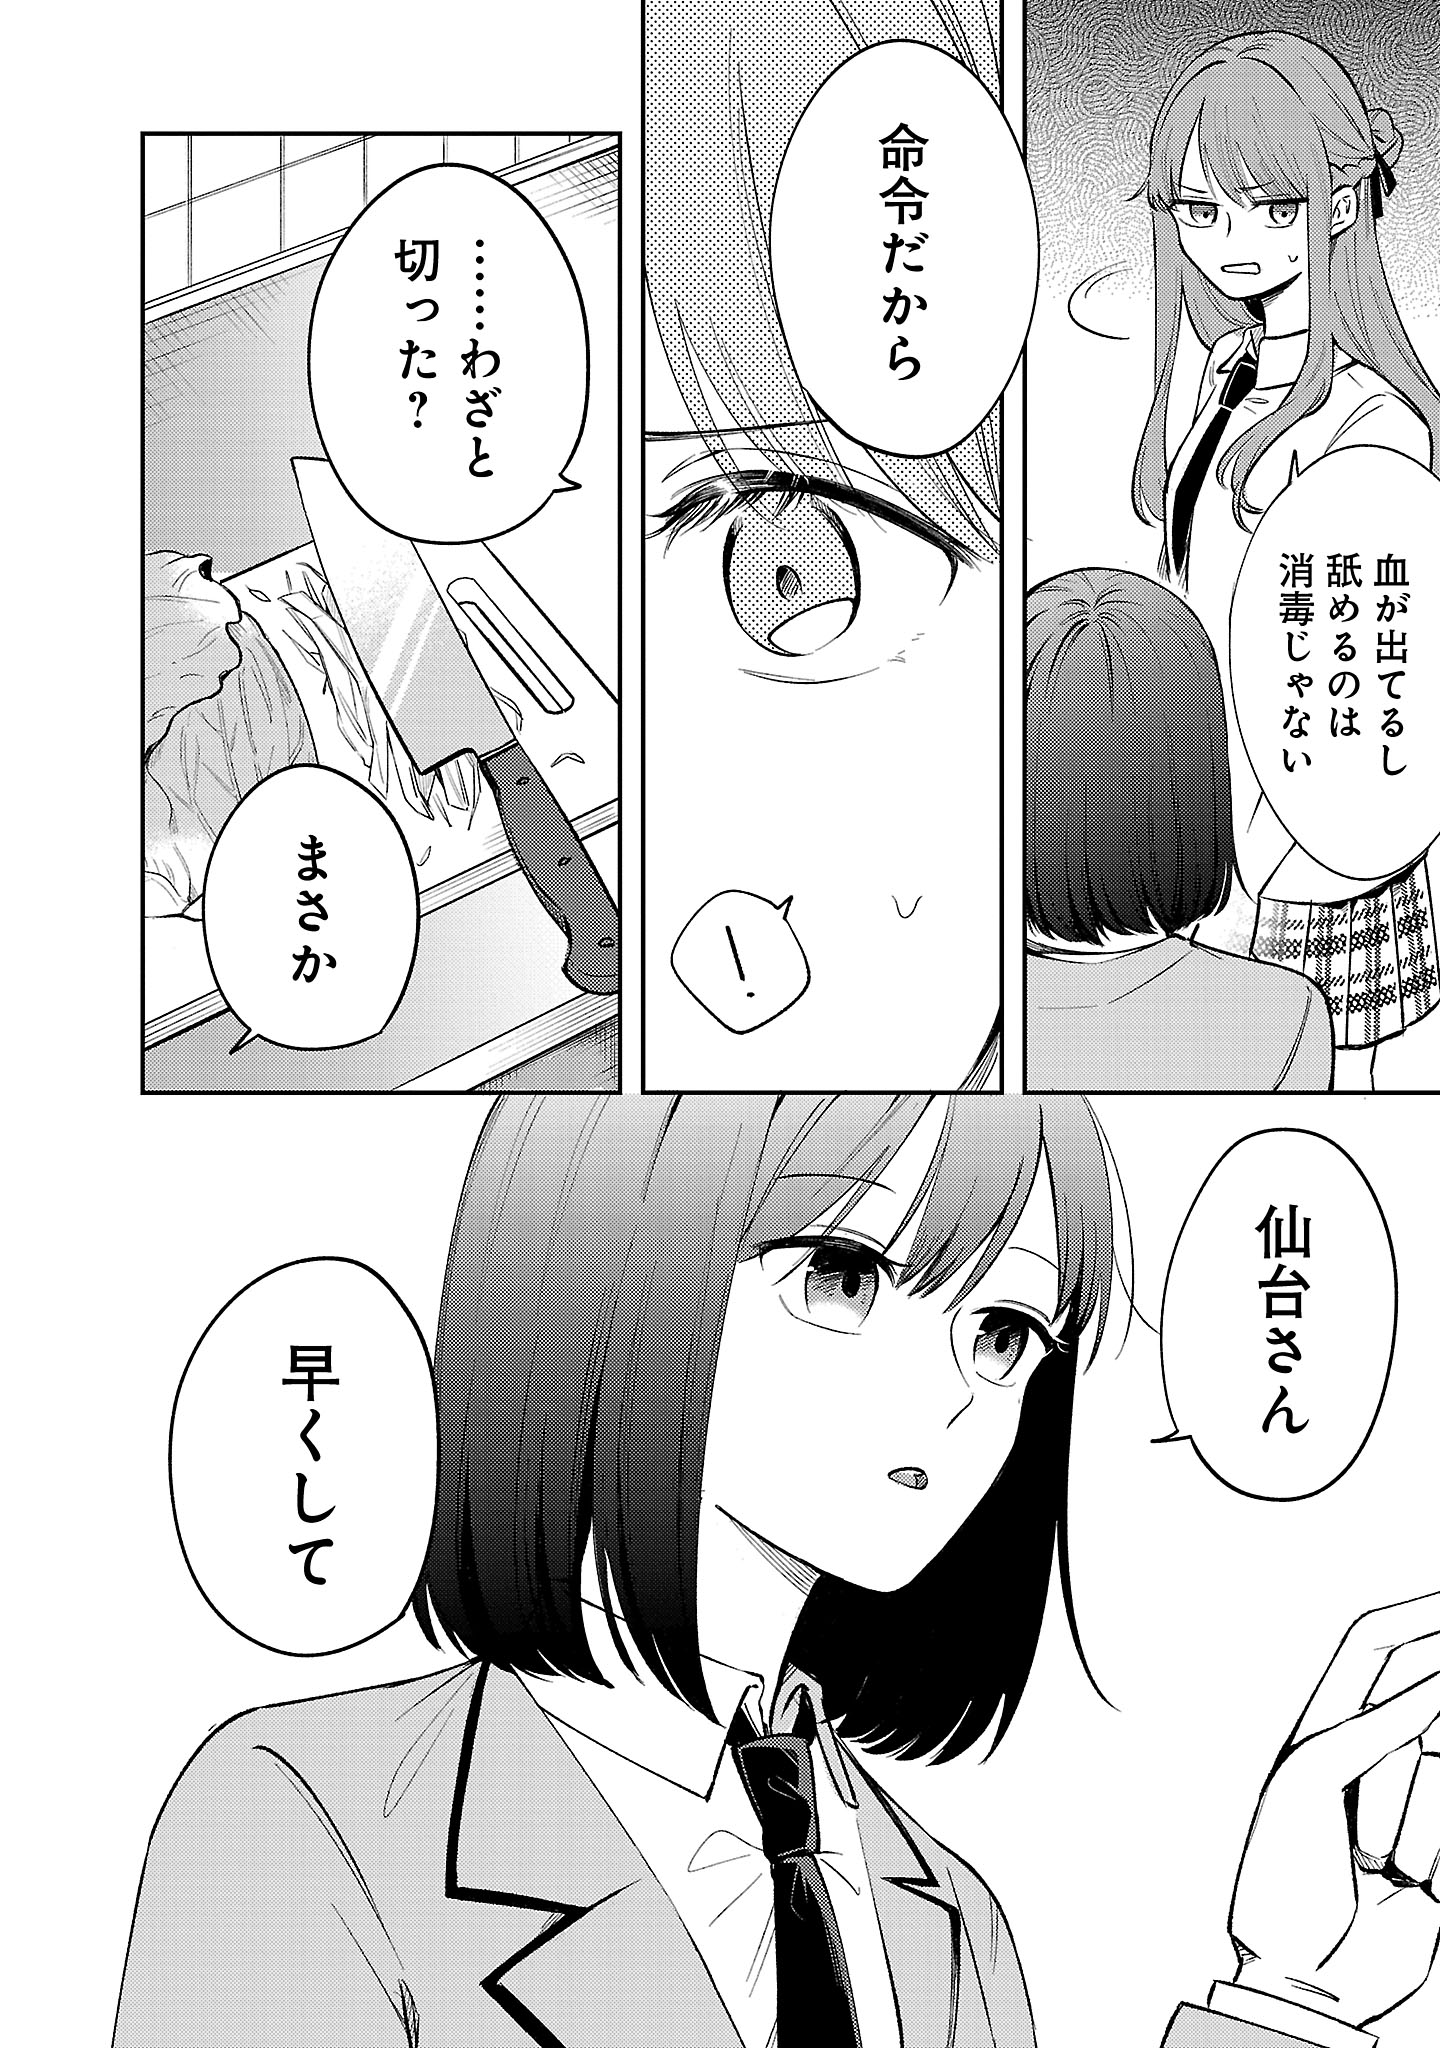 血が出てるし
舐めるのは
消毒じゃない
命令だから
！
……わざと
切った？
まさか
仙台さん
早くして